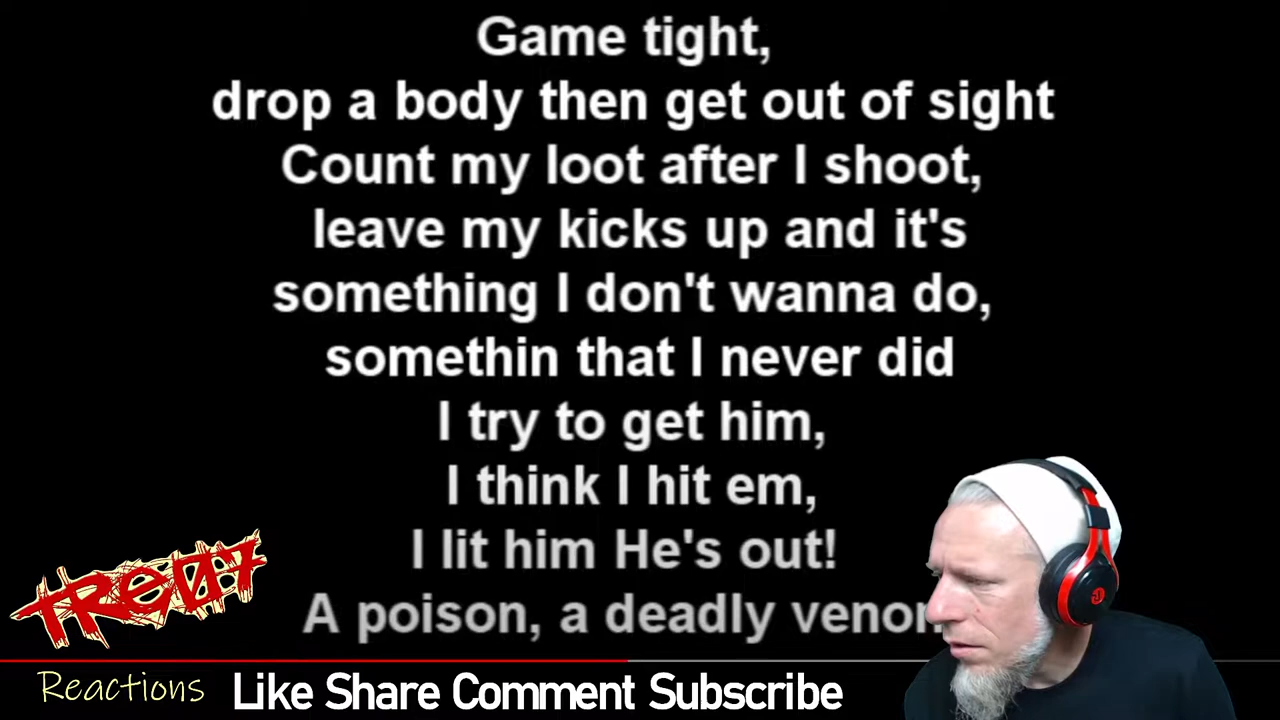 Game tight,
drop a body then get out of sight
Count my loot after I shoot,
leave my kicks up and it's
something I don't wanna do,
somethin that I never did
I try to get him,
I think I hit em,
I lit him He's out!
A poison, a deadly
TRE07
Reactions
Like Share Comment Subscribe